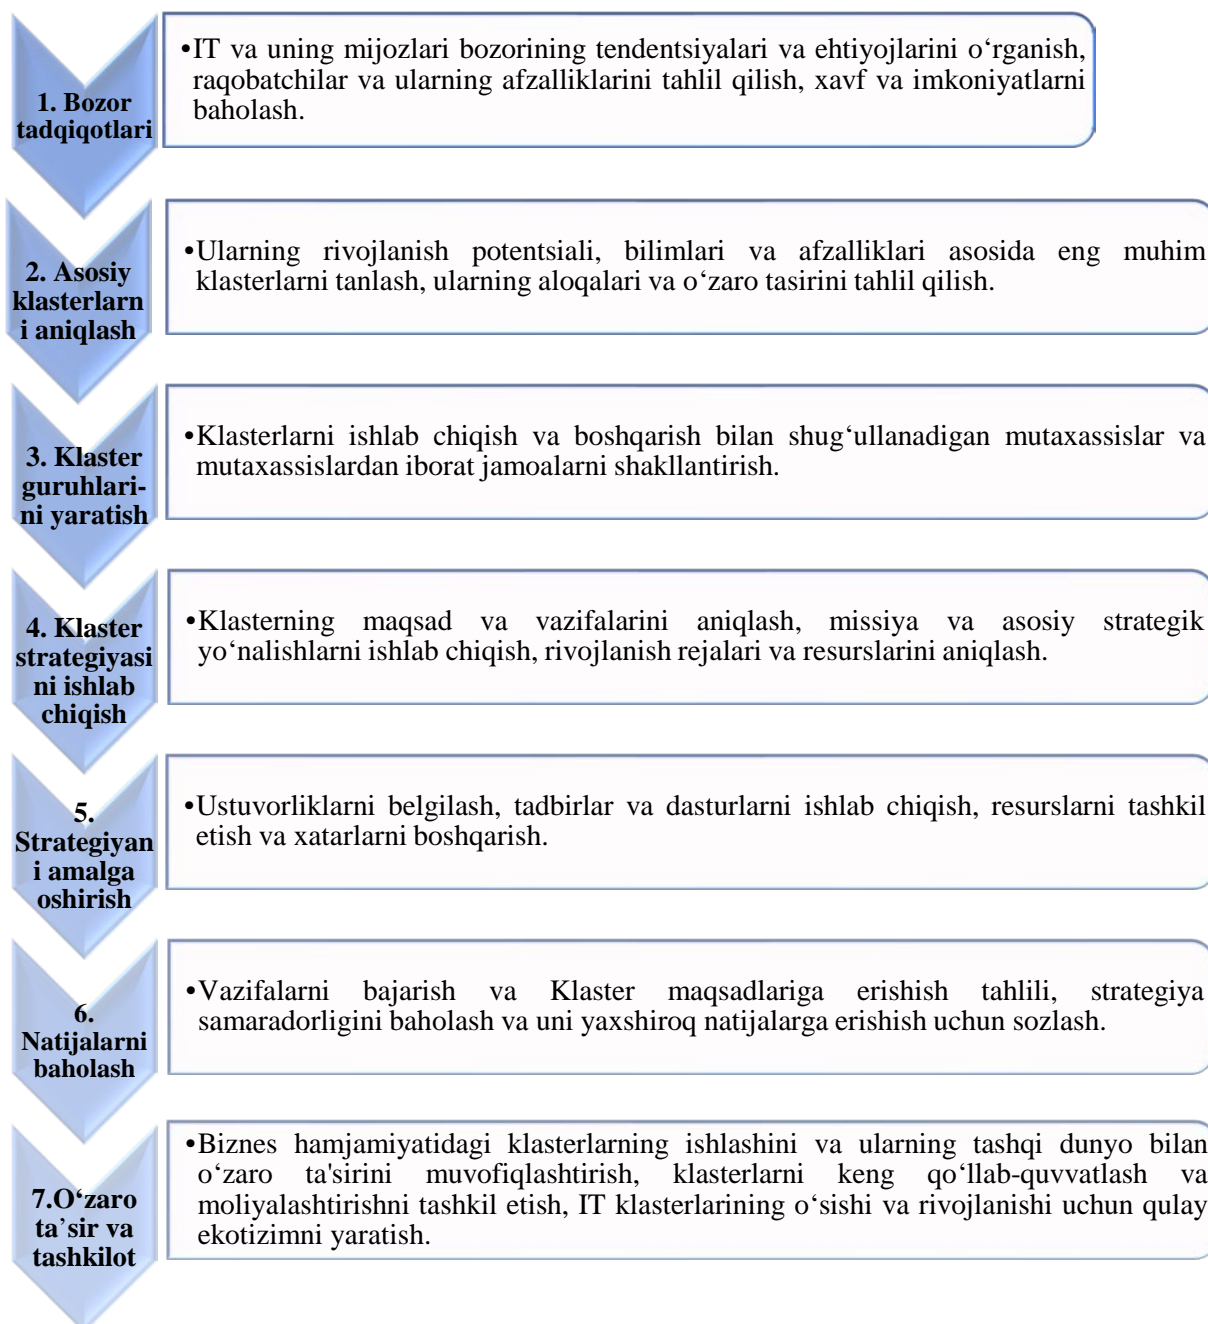 1. Bozor
tadqiqotlari
•IT va uning mijozlari bozorining tendentsiyalari va ehtiyojlarini o‘rganish,
raqobatchilar va ularning afzalliklarini tahlil qilish, xavf va imkoniyatlarni
baholash.
2. Asosiy
klasterlarn
i aniqlash
•Ularning rivojlanish potentsiali, bilimlari va afzalliklari asosida eng muhim
klasterlarni tanlash, ularning aloqalari va o‘zaro tasirini tahlil qilish.
3. Klaster
guruhlari-
ni yaratish
•Klasterlarni ishlab chiqish va boshqarish bilan shug‘ullanadigan mutaxassislar va
mutaxassislardan iborat jamoalarni shakllantirish.
4. Klaster
strategiyasi
ni ishlab
chiqish
•Klasterning maqsad va vazifalarini aniqlash, missiya va asosiy strategik
yo‘nalishlarni ishlab chiqish, rivojlanish rejalari va resurslarini aniqlash.
5.
Strategiyan
i amalga
oshirish
•Ustuvorliklarni belgilash, tadbirlar va dasturlarni ishlab chiqish, resurslarni tashkil
etish va xatarlarni boshqarish.
6.
Natijalarni
baholash
•Vazifalarni bajarish va Klaster maqsadlariga erishish tahlili, strategiya
samaradorligini baholash va uni yaxshiroq natijalarga erishish uchun sozlash.
7.O‘zaro
ta’sir va
tashkilot
•Biznes hamjamiyatidagi klasterlarning ishlashini va ularning tashqi dunyo bilan
o‘zaro ta'sirini muvofiqlashtirish, klasterlarni keng qo‘llab-quvvatlash va
moliyalashtirishni tashkil etish, IT klasterlarining o‘sishi va rivojlanishi uchun qulay
ekotizimni yaratish.